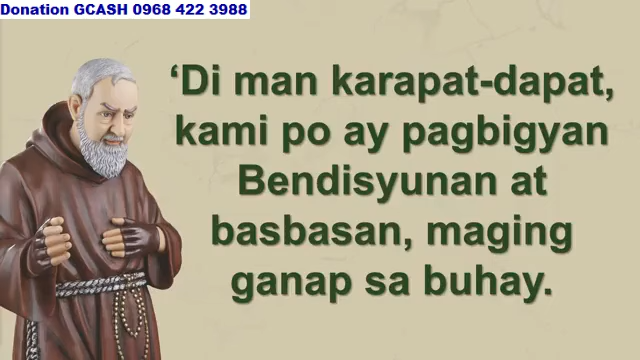 Donation GCASH 0968 422 3988
‘Di man karapat-dapat,
kami po ay pagbigyan
Bendisyunan at
basbasan, maging
ganap sa buhay.